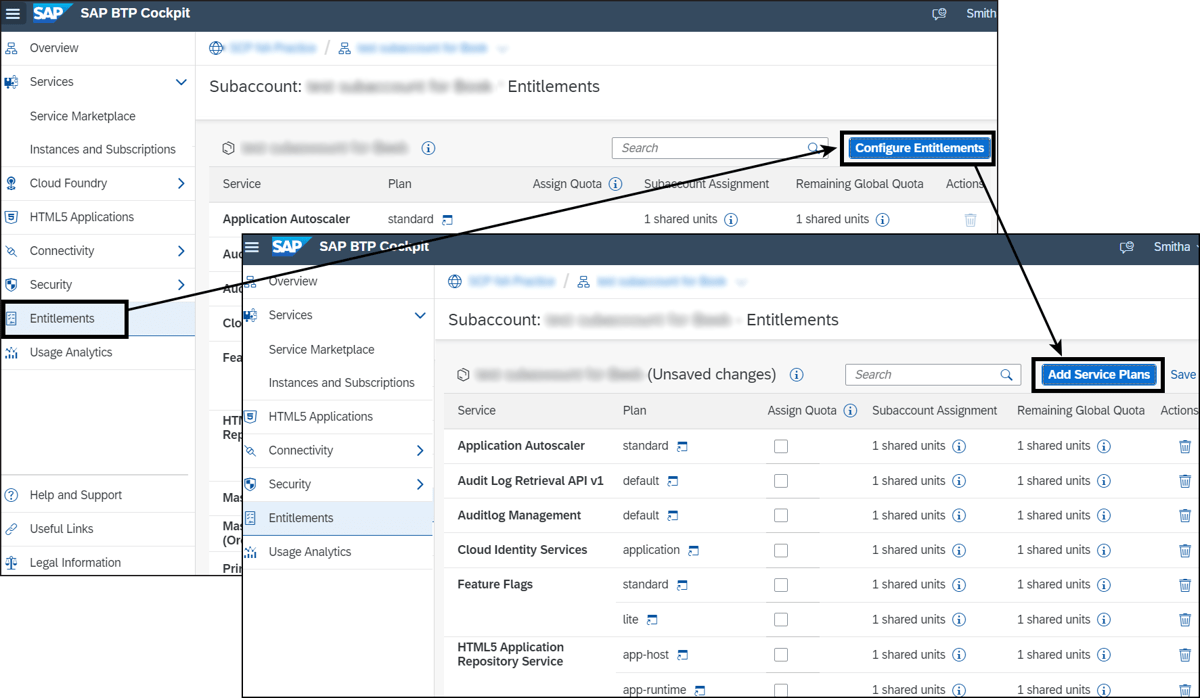 SAP SAP BTP Cockpit Smith
Overview
Services
Service Marketplace
Instances and Subscriptions
Cloud Foundry
HTML5 Applications
Connectivity
Security
Entitlements
Usage Analytics
Help and Support
Useful Links
Legal Information
Subaccount: Entitlements
Search Configure Entitlements
Service Plan Assign Quota Subaccount Assignment Remaining Global Quota Actions
Application Autoscaler standard 1 shared units 1 shared units
SAP SAP BTP Cockpit Smitha
Overview
Services
Service Marketplace
Instances and Subscriptions
HTML5 Applications
Connectivity
Security
Entitlements
Usage Analytics
Subaccount: - Entitlements
(Unsaved changes) Search Add Service Plans Save
Service Plan Assign Quota Subaccount Assignment Remaining Global Quota Actions
Application Autoscaler standard 1 shared units 1 shared units
Audit Log Retrieval API v1 default 1 shared units 1 shared units
Auditlog Management default 1 shared units 1 shared units
Cloud Identity Services application 1 shared units 1 shared units
Feature Flags standard 1 shared units 1 shared units
lite 1 shared units 1 shared units
HTML5 Application
Repository Service app-host 1 shared units 1 shared units
app-runtime 1 shared units 1 shared units